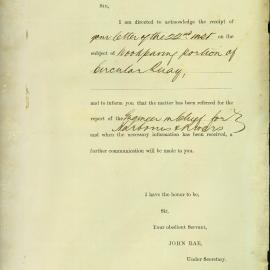 Sir,
I am directed to acknowledge the receipt of
your letter of the 22nd inst on the
subject of Woodpaving portion of
Circular Quay,
and to inform you that the matter has been referred for the
report of the Engineer in Chief for
Harbours & Rivers
and when the necessary information has been received, a
further communication will be made to you.
I have the honor to be,
Sir,
Your obedient Servant,
JOHN RAE,
Under Secretary.